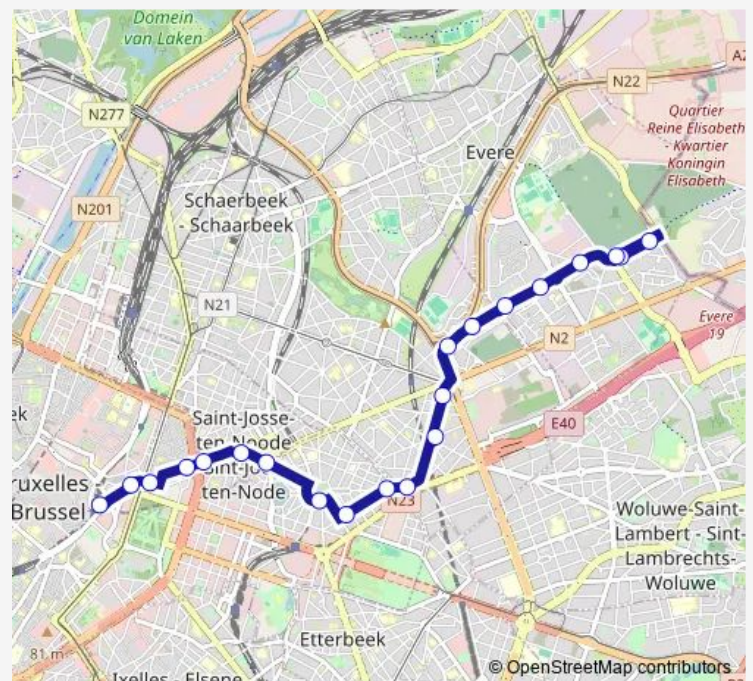 Domein
van Laken
N277
N22
Quartier
Reine Elisabeth
- Kwartier
Koningin
Elisabeth
Evere
N201
Schaerbeek
- Schaarbeek
N21
Evere
19
N2
E40
Saint-Josse-
ten-Noode
ten-Node
ruxelles
Brussel
N23
Woluwe-Saint-
Lambert - Sint-
Lambrechts-
Woluwe
Etterbeek
81 m
Ixelles - Elsene
© OpenStreetMap contributors